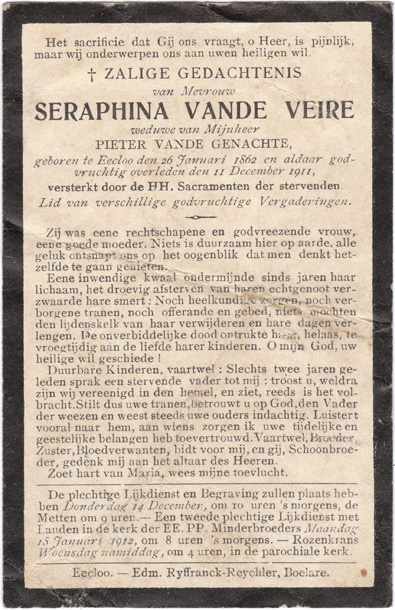 Het sacrificie dat Gij ons vraagt, o Heer, is pijnlijk,
maar wij onderwerpen ons aan uwen heiligen wil.
† ZALIGE GEDACHTENIS
van Mevrouw
SERAPHINA VANDE VEIRE
weduwe van Mijnheer
PIETER VANDE GENACHTE,
geboren te Eecloo den 26 Januari 1862 en aldaar god-
vruchtig overleden den 11 December 1911,
versterkt door de HH. Sacramenten der stervenden
Lid van verschillige godvruchtige Vergaderingen.
Zij was eene rechtschapene en godvreezende vrouw,
eene goede moeder. Niets is duurzaam hier op aarde, alle
geluk ontsnapt ons op het oogenblik dat men denkt het-
zelfde te gaan genieten.
Eene inwendige kwaal ondermijnde sinds jaren haar
lichaam, het droevig afsterven van haren echtgenoot ver-
zwaarde hare smert : Noch heelkundige zorgen, noch ver-
borgene tranen, noch offerande en gebed, niets mochten
den lijdenskelk van haar verwijderen en hare dagen ver-
lengen. De onverbiddelijke dood ontrukte haar, helaas, te
vroegtijdig aan de liefde harer kinderen. O mijn God, uw
heilige wil geschiede !
Duurbare Kinderen, vaartwel : Slechts twee jaren ge-
leden sprak een stervende vader tot mij : troost u, weldra
zijn wij vereenigd in den hemel, en ziet, reeds is het vol-
bracht. Stilt dus uwe tranen, betrouwt u op God, den Vader
der weezen en weest steeds uwe ouders indachtig. Luistert
vooral naar hem, aan wiens zorgen ik uwe tijdelijke en
geestelijke belangen heb toevertrouwd. Vaartwel, Broeder
Zuster, Bloedverwanten, bidt voor mij, en gij, Schoonbroe-
der, gedenk mij aan het altaar des Heeren.
Zoet hart van Maria, wees mijne toevlucht.
De plechtige Lijkdienst en Begraving zullen plaats heb-
ben Donderdag 14 December, om 10 uren 's morgens, de
Metten om 9 uren. — Een tweede plechtige Lijkdienst met
Lauden in de kerk der EE. PP. Minderbroeders Maandag
15 Januari 1912, om 8 uren 's morgens. — Rozenkrans
Woensdag namiddag, om 4 uren, in de parochiale kerk.
Eecloo. — Edm. Ryffranck-Reychler, Boelare.